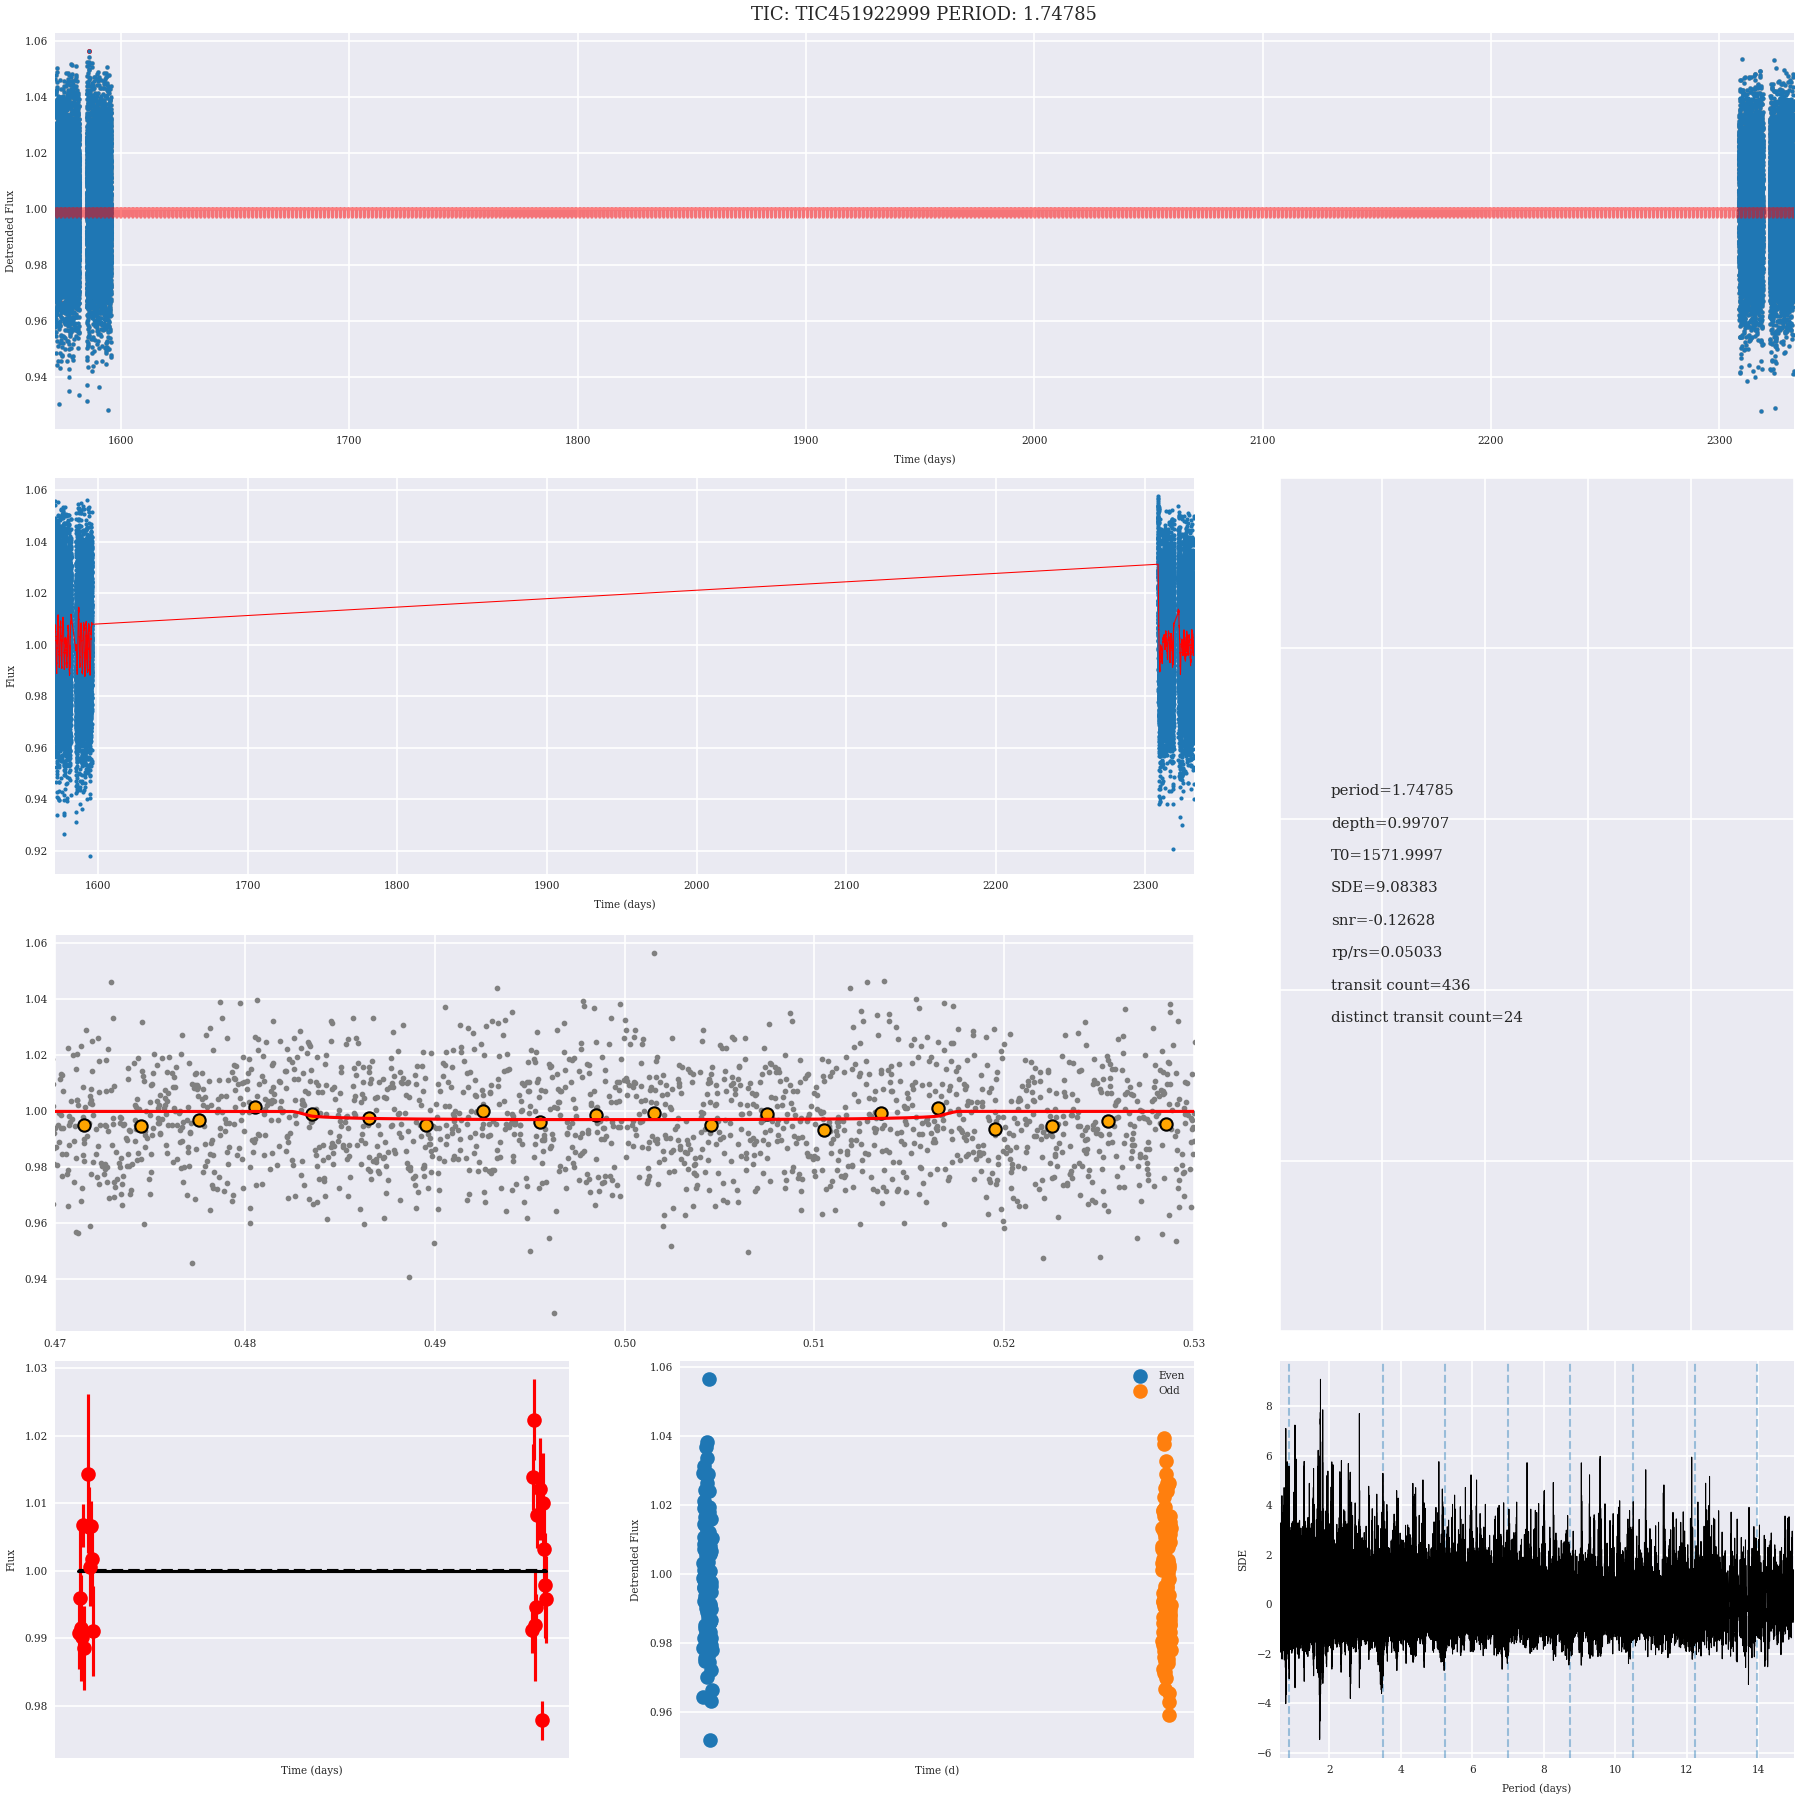 TIC: TIC451922999 PERIOD: 1.74785
1.06
1.04
1.02
1.00
0.98
0.96
0.94
Detrended Flux
1600 1700 1800 1900 2000 2100 2200 2300
Time (days)
1.06
1.04
1.02
1.00
0.98
0.96
0.94
0.92
Flux
1600 1700 1800 1900 2000 2100 2200 2300
Time (days)
period=1.74785
depth=0.99707
T0=1571.9997
SDE=9.08383
snr=-0.12628
rp/rs=0.05033
transit count=436
distinct transit count=24
1.06
1.04
1.02
1.00
0.98
0.96
0.94
0.47 0.48 0.49 0.50 0.51 0.52 0.53
1.03
1.02
1.01
1.00
0.99
0.98
Flux
Time (days)
1.06
1.04
1.02
1.00
0.98
0.96
Detrended Flux
Even
Odd
Time (d)
8
6
4
2
0
−2
−4
−6
SDE
2 4 6 8 10 12 14
Period (days)